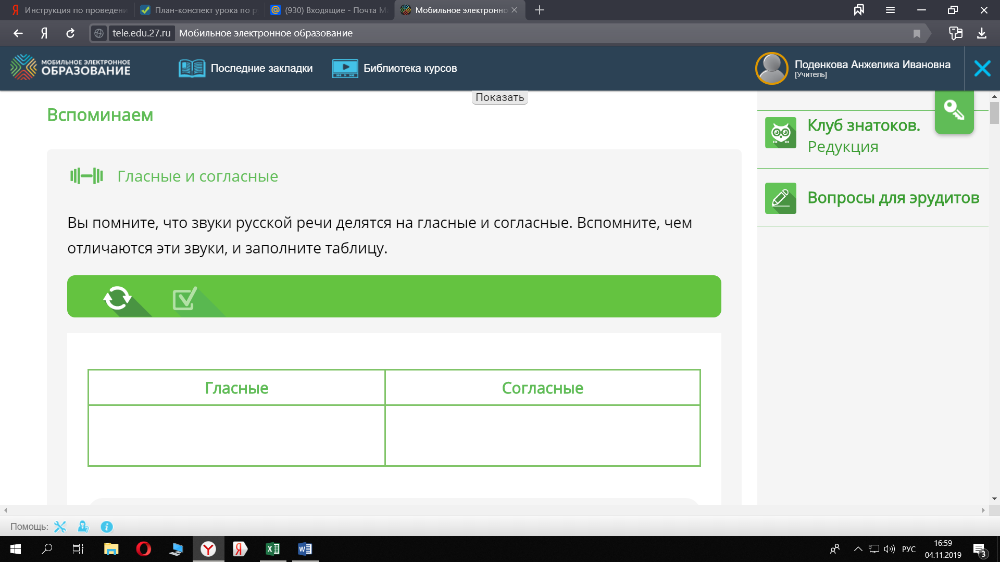 Инструкция по проведени
План-конспект урока по р
(930) Входящие - Почта Ma
Мобильное электронно
Я
tele.edu.27.ru Мобильное электронное образование
МОБИЛЬНОЕ ЭЛЕКТРОННОЕ
ОБРАЗОВАНИЕ
Последние закладки
Библиотека курсов
Поденкова Анжелика Ивановна
[Учитель]
Показать
Вспоминаем
Гласные и согласные
Вы помните, что звуки русской речи делятся на гласные и согласные. Вспомните, чем
отличаются эти звуки, и заполните таблицу.
Гласные Согласные
Клуб знатоков.
Редукция
Вопросы для эрудитов
Помощь:
РУС
16:59
04.11.2019
3